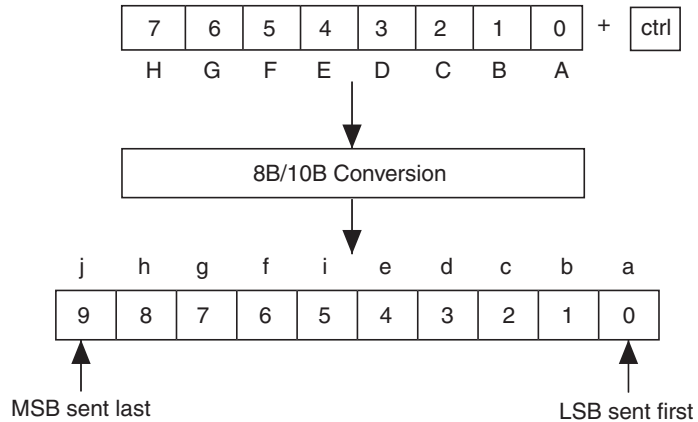 7 6 5 4 3 2 1 0 + ctrl
H G F E D C B A
8B/10B Conversion
j h g f i e d c b a
9 8 7 6 5 4 3 2 1 0
MSB sent last LSB sent first